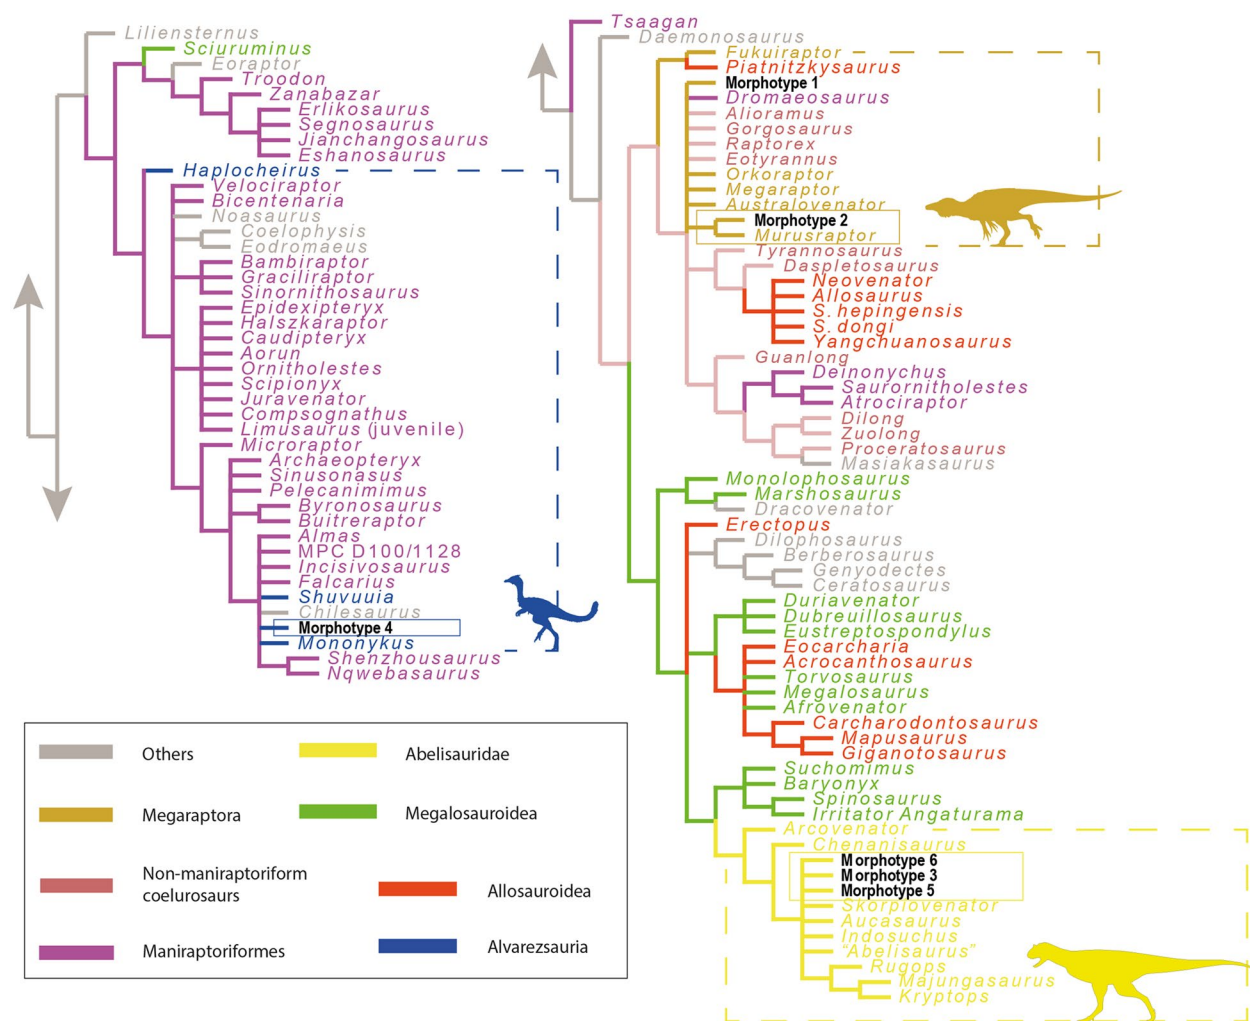 Liliensternus
Sciuruminus
Eoraptor
Troodon
Zanabazar
Erlikosaurus
Segnosaurus
Jianchangosaurus
Eshanosaurus
Haplocheirus
Velociraptor
Bicentenaria
Noasaurus
Coelophysis
Eodromaeus
Bambiraptor
Graciliraptor
Sinornithosaurus
Epidexipteryx
Halszkaraptor
Caudipteryx
Aorun
Ornitholestes
Scipionyx
Juravenator
Compsognathus
Limusaurus (juvenile)
Microraptor
Archaeopteryx
Sinusonasus
Pelecanimimus
Byronosaurus
Buitreraptor
Almas
MPC D100/1128
Incisivosaurus
Falcarius
Shuvuuia
Chilesaurus
Morphotype 4
Mononykus
Shenzhousaurus
Nqwebasaurus
Tsaagan
Daemonosaurus
Fukuiraptor
Piatnitzkysaurus
Morphotype 1
Dromaeosaurus
Alioramus
Gorgosaurus
Raptorex
Eotyrannus
Orkoraptor
Megaraptor
Australovenator
Morphotype 2
Murusraptor
Tyrannosaurus
Daspletosaurus
Neovenator
Allosaurus
S. hepingensis
S. dongi
Yangchuanosaurus
Guanlong
Deinonychus
Saurornitholestes
Atrociraptor
Dilong
Zuolong
Proceratosaurus
Masiakasaurus
Monolophosaurus
Marshosaurus
Dracovenator
Erectopus
Dilophosaurus
Berberosaurus
Genyodectes
Ceratosaurus
Duriavenator
Dubreuillosaurus
Eustreptospondylus
Eocarcharia
Acrocanthosaurus
Torvosaurus
Megalosaurus
Afrovenator
Carcharodontosaurus
Mapusaurus
Giganotosaurus
Suchomimus
Baryonyx
Spinosaurus
Irritator Angaturama
Arcovenator
Chenanisaurus
Morphotype 6
Morphotype 3
Morphotype 5
Skorpiovenator
Aucasaurus
Indosuchus
“Abelisaurus”
Rugops
Majungasaurus
Kryptops
Others
Megaraptora
Non-maniraptoriform
coelurosaurs
Maniraptoriformes
Abelisauridae
Megalosauroidea
Allosauroidea
Alvarezsauria